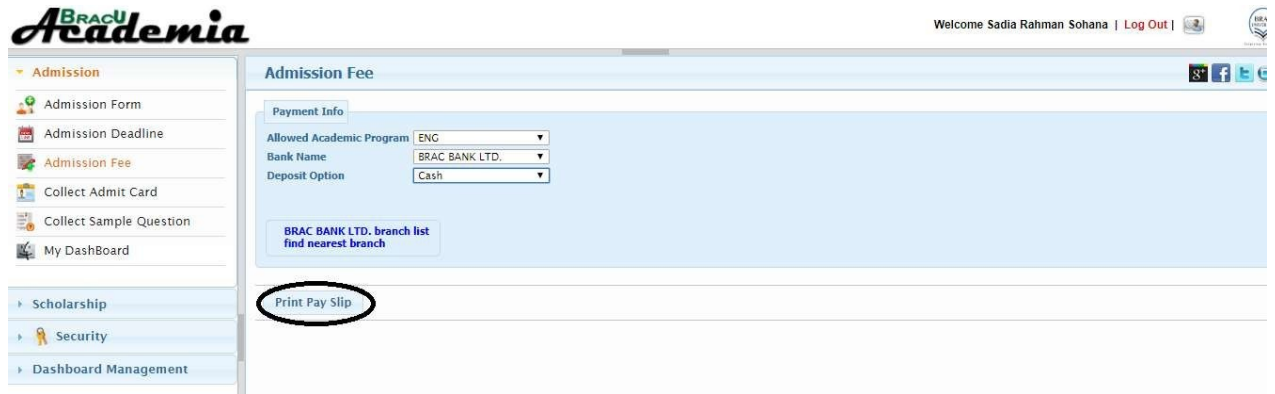 BRACU
Academia
Welcome Sadia Rahman Sohana | Log Out |
Admission
Admission Form
Admission Deadline
Admission Fee
Collect Admit Card
Collect Sample Question
My DashBoard
Scholarship
Security
Dashboard Management
Admission Fee
Payment Info
Allowed Academic Program ENG
Bank Name BRAC BANK LTD.
Deposit Option Cash
BRAC BANK LTD. branch list
find nearest branch
Print Pay Slip